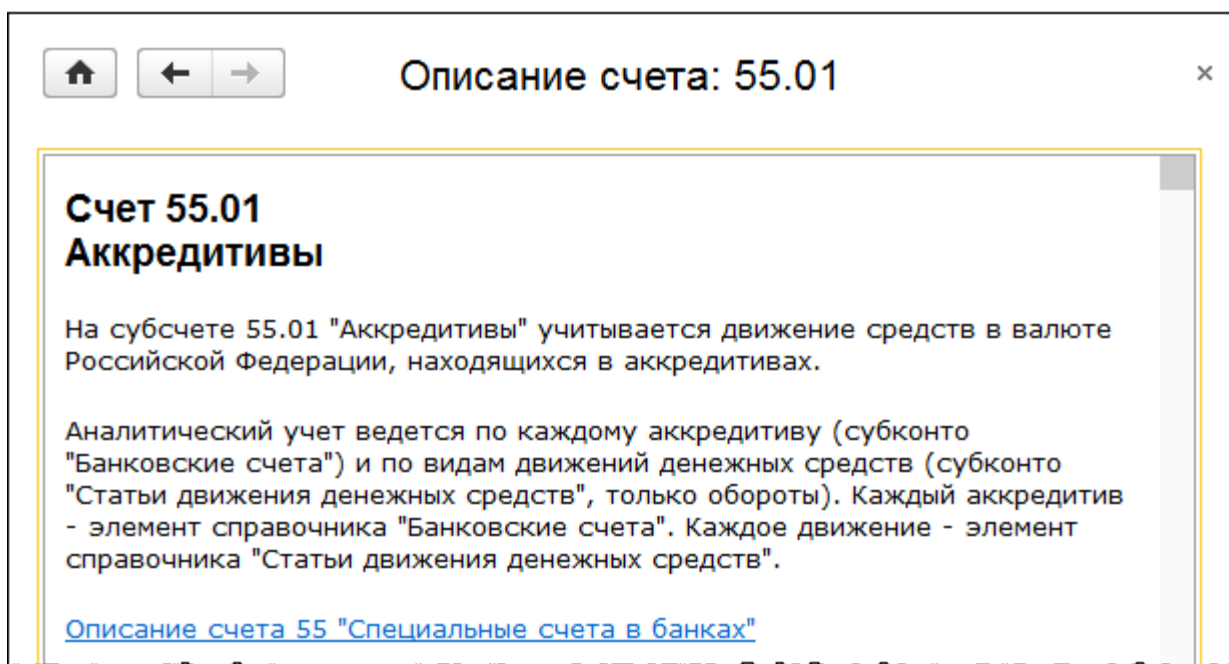 Описание счета: 55.01
Счет 55.01
Аккредитивы
На субсчете 55.01 "Аккредитивы" учитывается движение средств в валюте
Российской Федерации, находящихся в аккредитивах.
Аналитический учет ведется по каждому аккредитиву (субконто
"Банковские счета") и по видам движений денежных средств (субконто
"Статьи движения денежных средств", только обороты). Каждый аккредитив
- элемент справочника "Банковские счета". Каждое движение - элемент
справочника "Статьи движения денежных средств".
Описание счета 55 "Специальные счета в банках"